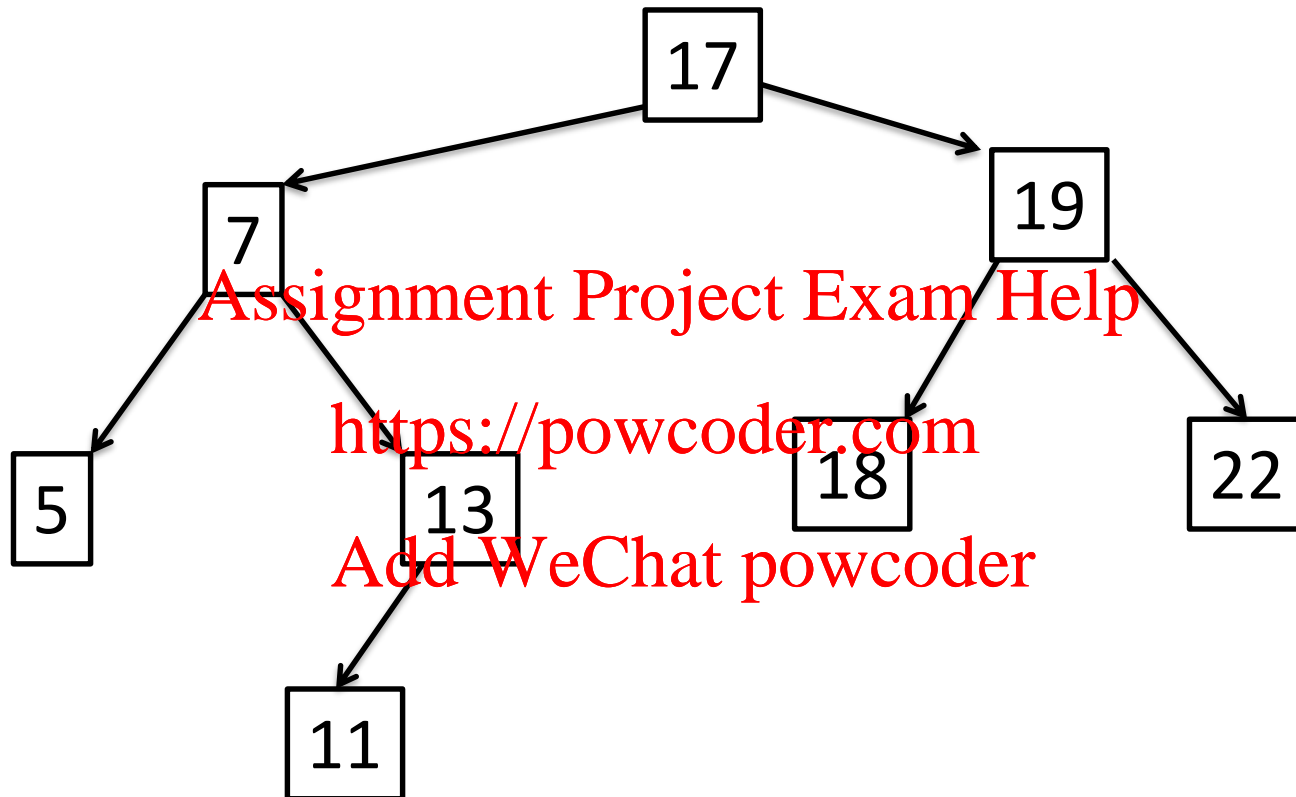 17
19
7
Assignment Project Exam Help
https://powcoder.com
18
22
5
13
Add WeChat powcoder
11